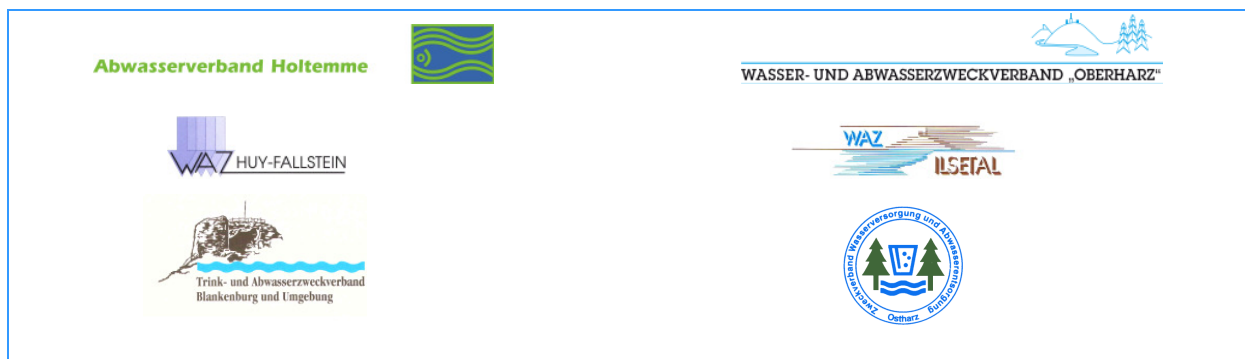 Abwasserverband Holtemme
WASSER- UND ABWASSERZWECKVERBAND „OBERHARZ“
WAZ HUY-FALLSTEIN
WAZ
ILSETAL
Trink- und Abwasserzweckverband
Blankenburg und Umgebung
Zweckverband Wasserversorgung und Abwasserentsorgung
Ostharz